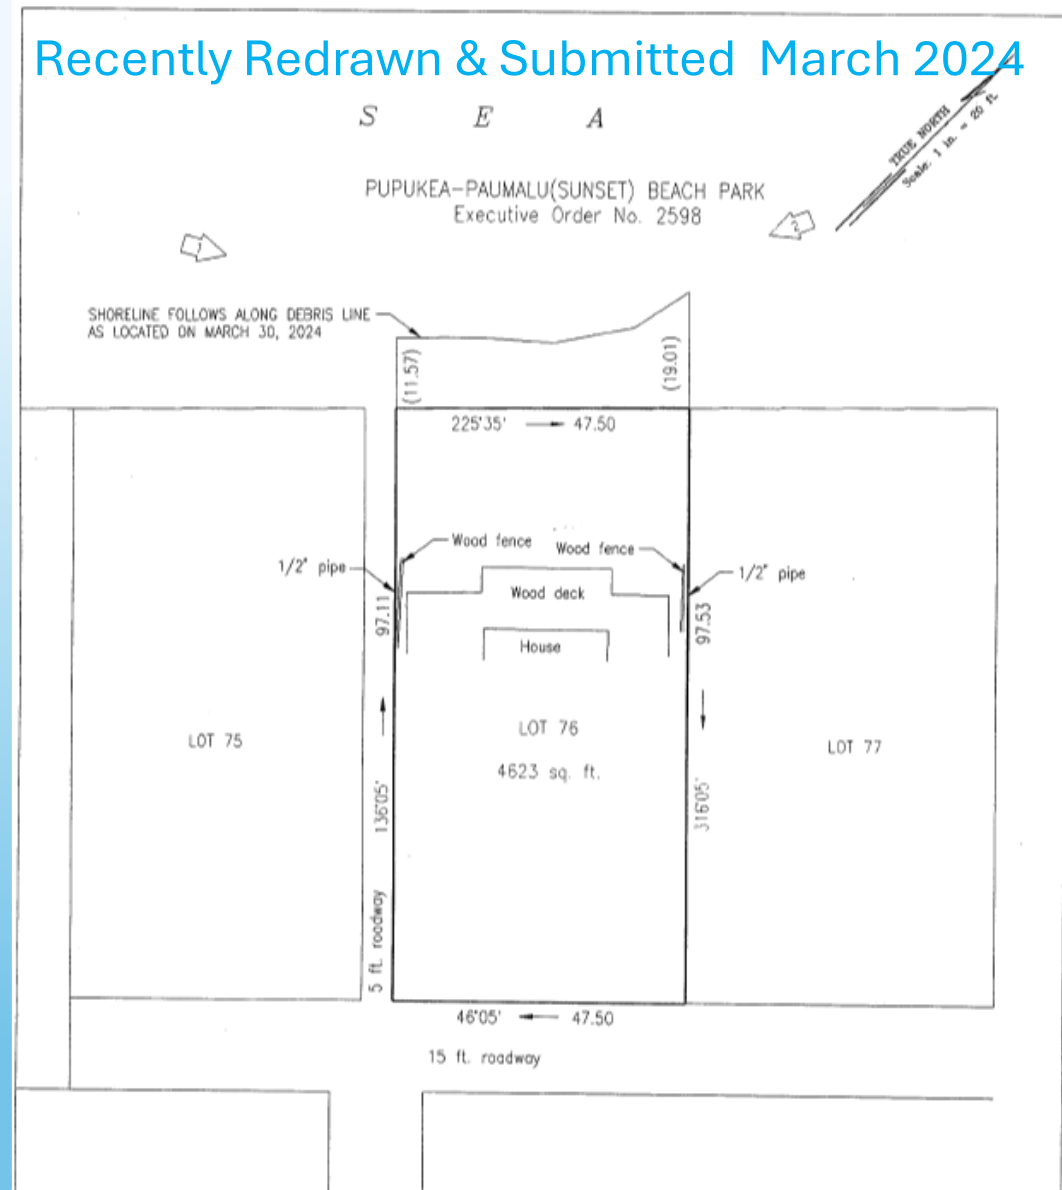 Recently Redrawn & Submitted March 2024
S E A
TRUE NORTH
Scale: 1 in. = 20 ft.
PUPUKEA-PAUMALU(SUNSET) BEACH PARK
Executive Order No. 2598
1
2
SHORELINE FOLLOWS ALONG DEBRIS LINE
AS LOCATED ON MARCH 30, 2024
(11.57)
(19.01)
225°35' 47.50
Wood fence
Wood fence
1/2" pipe
1/2" pipe
Wood deck
97.11
97.53
House
LOT 76
LOT 75
LOT 77
4623 sq. ft.
136°05'
316°05'
5 ft. roadway
46°05' 47.50
15 ft. roadway